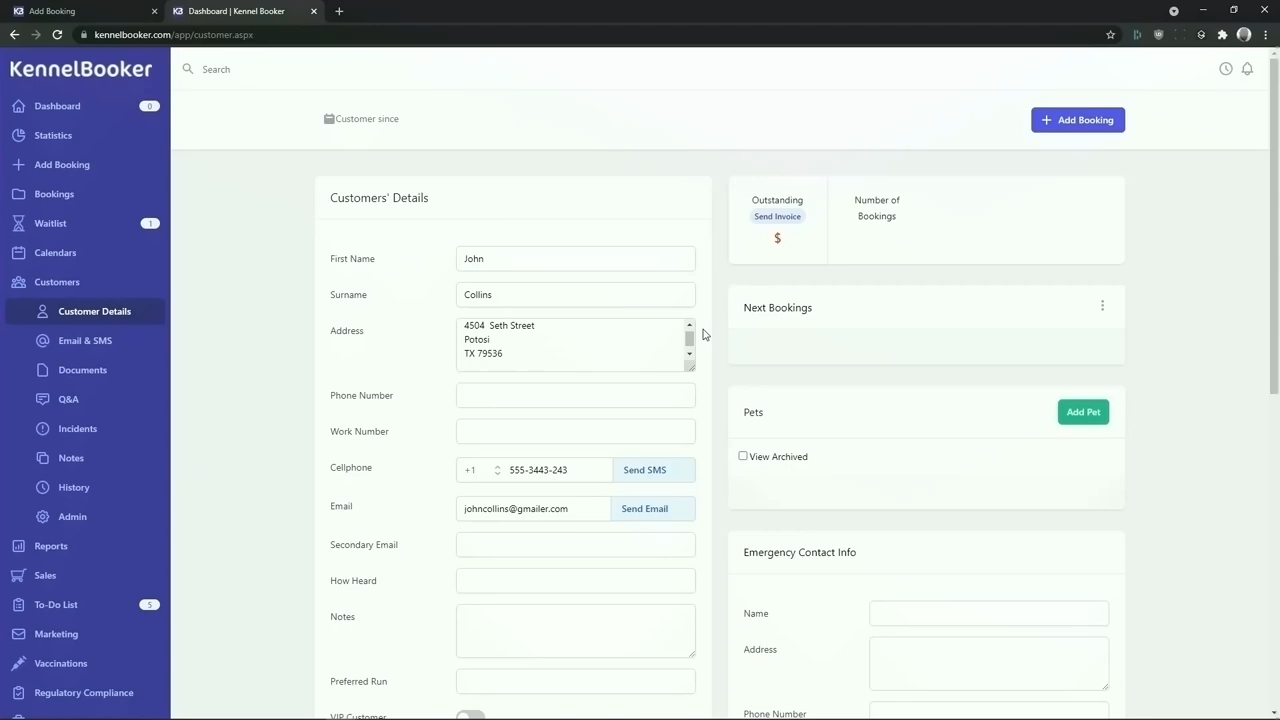 Add Booking
Dashboard | Kennel Booker
kennelbooker.com/app/customer.aspx
KennelBooker
Dashboard 0
Statistics
Add Booking
Bookings
Waitlist 1
Calendars
Customers
Customer Details
Email & SMS
Documents
Q&A
Incidents
Notes
History
Admin
Reports
Sales
To-Do List 5
Marketing
Vaccinations
Regulatory Compliance
Search
Customer since
+ Add Booking
Customers' Details
First Name John
Surname Collins
Address 4504 Seth Street
Potosi
TX 79536
Phone Number
Work Number
Cellphone +1 555-3443-243 Send SMS
Email johncollins@gmailer.com Send Email
Secondary Email
How Heard
Notes
Preferred Run
VIP Customer
Outstanding
Send Invoice
$
Number of
Bookings
Next Bookings
Pets Add Pet
View Archived
Emergency Contact Info
Name
Address
Phone Number